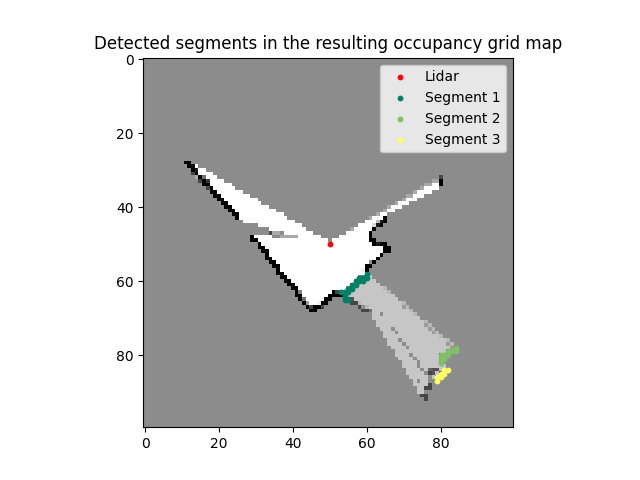 Detected segments in the resulting occupancy grid map
Lidar
Segment 1
Segment 2
Segment 3
0
20
40
60
80
0
20
40
60
80